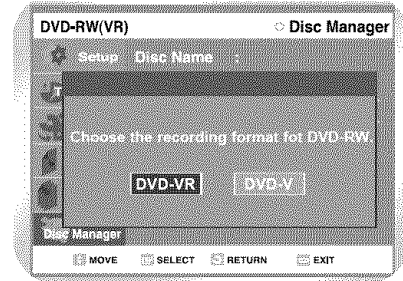 DVD-RW(VR) Disc Manager
Setup Disc Name :
Choose the recording format fot DVD-RW.
DVD-VR DVD-V
Disc Manager
MOVE SELECT RETURN EXIT